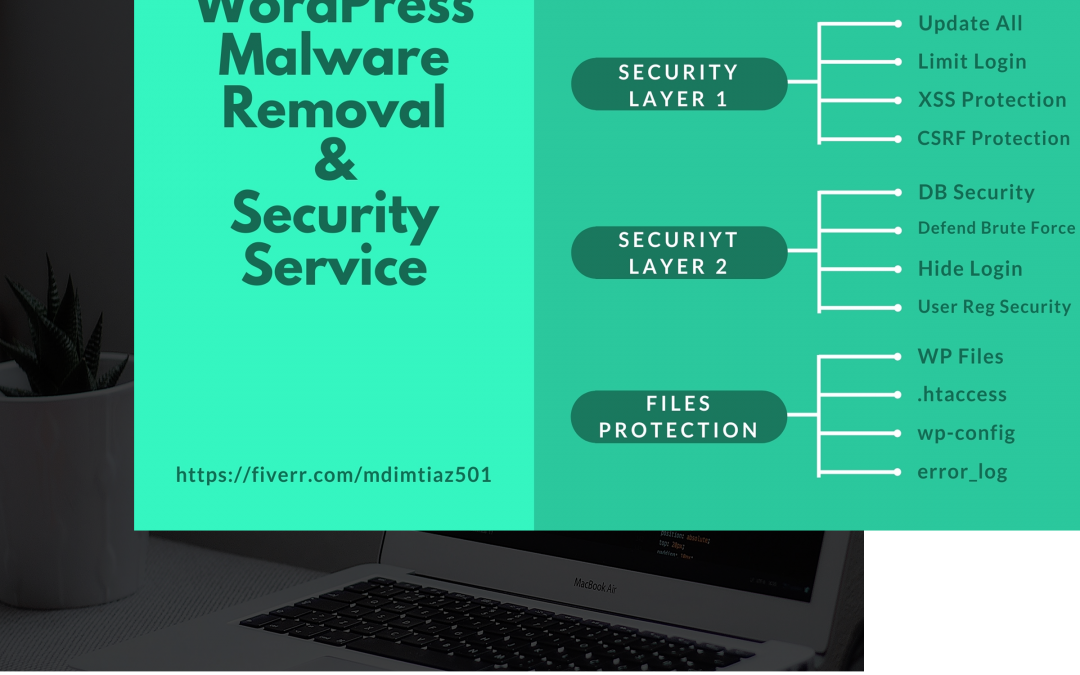 WordPress
Malware
Removal
&
Security
Service
https://fiverr.com/mdimtiaz501
SECURITY
LAYER 1
Update All
Limit Login
XSS Protection
CSRF Protection
SECURIYT
LAYER 2
DB Security
Defend Brute Force
Hide Login
User Reg Security
FILES
PROTECTION
WP Files
.htaccess
wp-config
error_log
MacBook Air